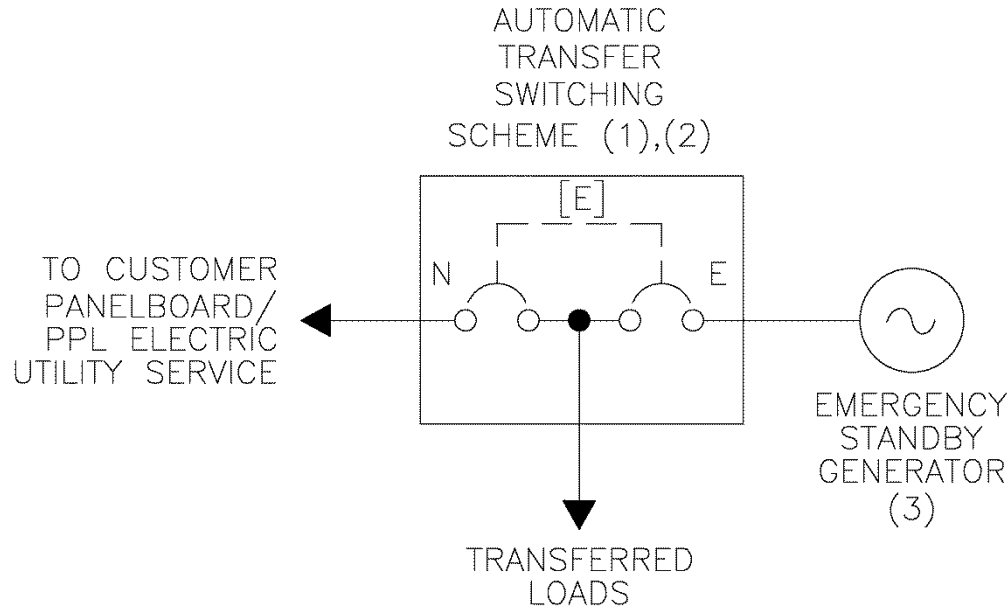 AUTOMATIC
TRANSFER
SWITCHING
SCHEME (1),(2)
[E]
N
E
TO CUSTOMER
PANELBOARD/
PPL ELECTRIC
UTILITY SERVICE
EMERGENCY
STANDBY
GENERATOR
(3)
TRANSFERRED
LOADS